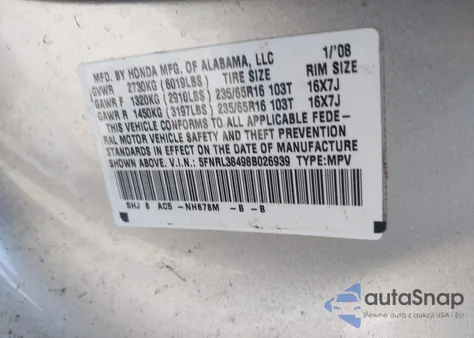 MFD. BY HONDA MFG. OF ALABAMA, LLC 1/'08
GVWR 2730KG (6019LBS) TIRE SIZE RIM SIZE
GAWR F 1320KG (2910LBS) 235/65R16 103T 16X7J
GAWR R 1450KG (3197LBS) 235/65R16 103T 16X7J
THIS VEHICLE CONFORMS TO ALL APPLICABLE FEDE-
RAL MOTOR VEHICLE SAFETY AND THEFT PREVENTION
STANDARDS IN EFFECT ON THE DATE OF MANUFACTURE
SHOWN ABOVE. V.I.N.: 5FNRL38498B026939 TYPE:MPV
SHJ 8 AC5 -NH678M -B -B
autoSnap
Pewne auta z aukcji USA - EU